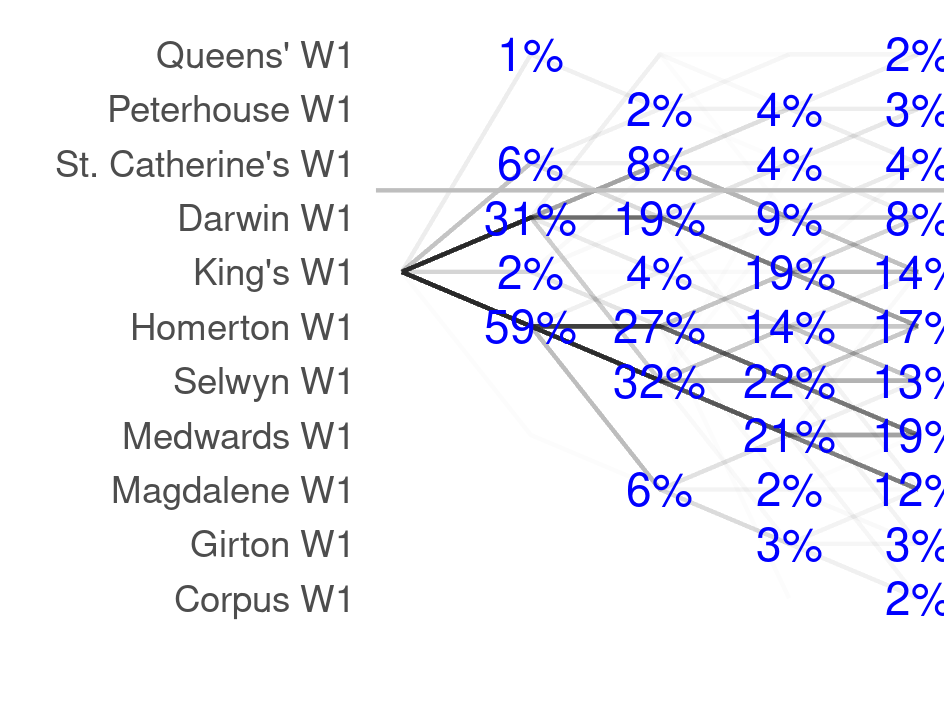 Queens' W1 1% 2%
Peterhouse W1 2% 4% 3%
St. Catherine's W1 6% 8% 4% 4%
Darwin W1 31% 19% 9% 8%
King's W1 2% 4% 19% 14%
Homerton W1 59% 27% 14% 17%
Selwyn W1 32% 22% 13%
Medwards W1 21% 19%
Magdalene W1 6% 2% 12%
Girton W1 3% 3%
Corpus W1 2%